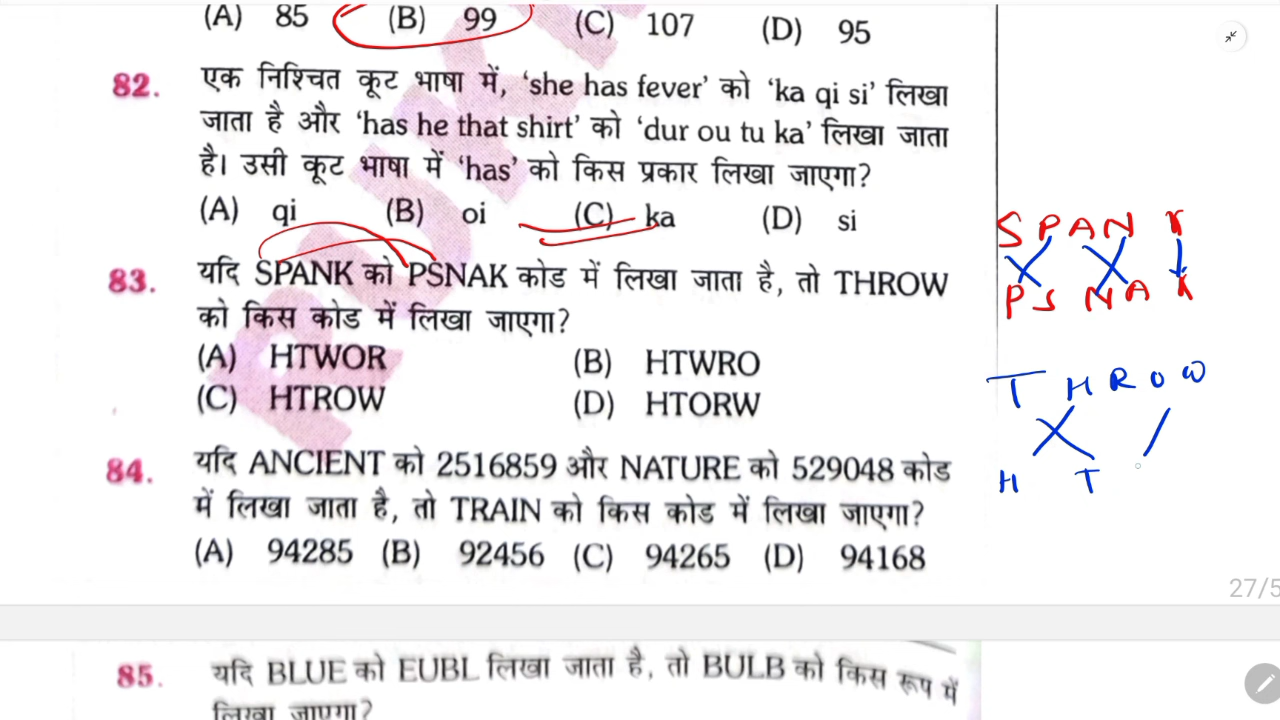 (A) 85 (B) 99 (C) 107 (D) 95
82. एक निश्चित कूट भाषा में, ‘she has fever’ को ‘ka qi si’ लिखा
जाता है और ‘has he that shirt’ को ‘dur ou tu ka’ लिखा जाता
है। उसी कूट भाषा में ‘has’ को किस प्रकार लिखा जाएगा?
(A) qi (B) oi (C) ka (D) si
83. यदि SPANK को PSNAK कोड में लिखा जाता है, तो THROW
को किस कोड में लिखा जाएगा?
(A) HTWOR (B) HTWRO
(C) HTROW (D) HTORW
84. यदि ANCIENT को 2516859 और NATURE को 529048 कोड
में लिखा जाता है, तो TRAIN को किस कोड में लिखा जाएगा?
(A) 94285 (B) 92456 (C) 94265 (D) 94168
85. यदि BLUE को EUBL लिखा जाता है, तो BULB को किस रूप में
लिखा जाएगा?
S P A N K
P S N A K
T H R O W
H T
27/5